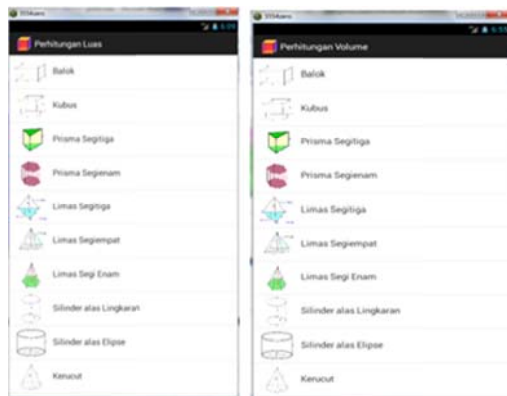 Perhitungan Luas
Balok
Kubus
Prisma Segitiga
Prisma Segienam
Limas Segitiga
Limas Segiempat
Limas Segi Enam
Silinder alas Lingkaran
Silinder alas Elipse
Kerucut
Perhitungan Volume
Balok
Kubus
Prisma Segitiga
Prisma Segienam
Limas Segitiga
Limas Segiempat
Limas Segi Enam
Silinder alas Lingkaran
Silinder alas Elipse
Kerucut